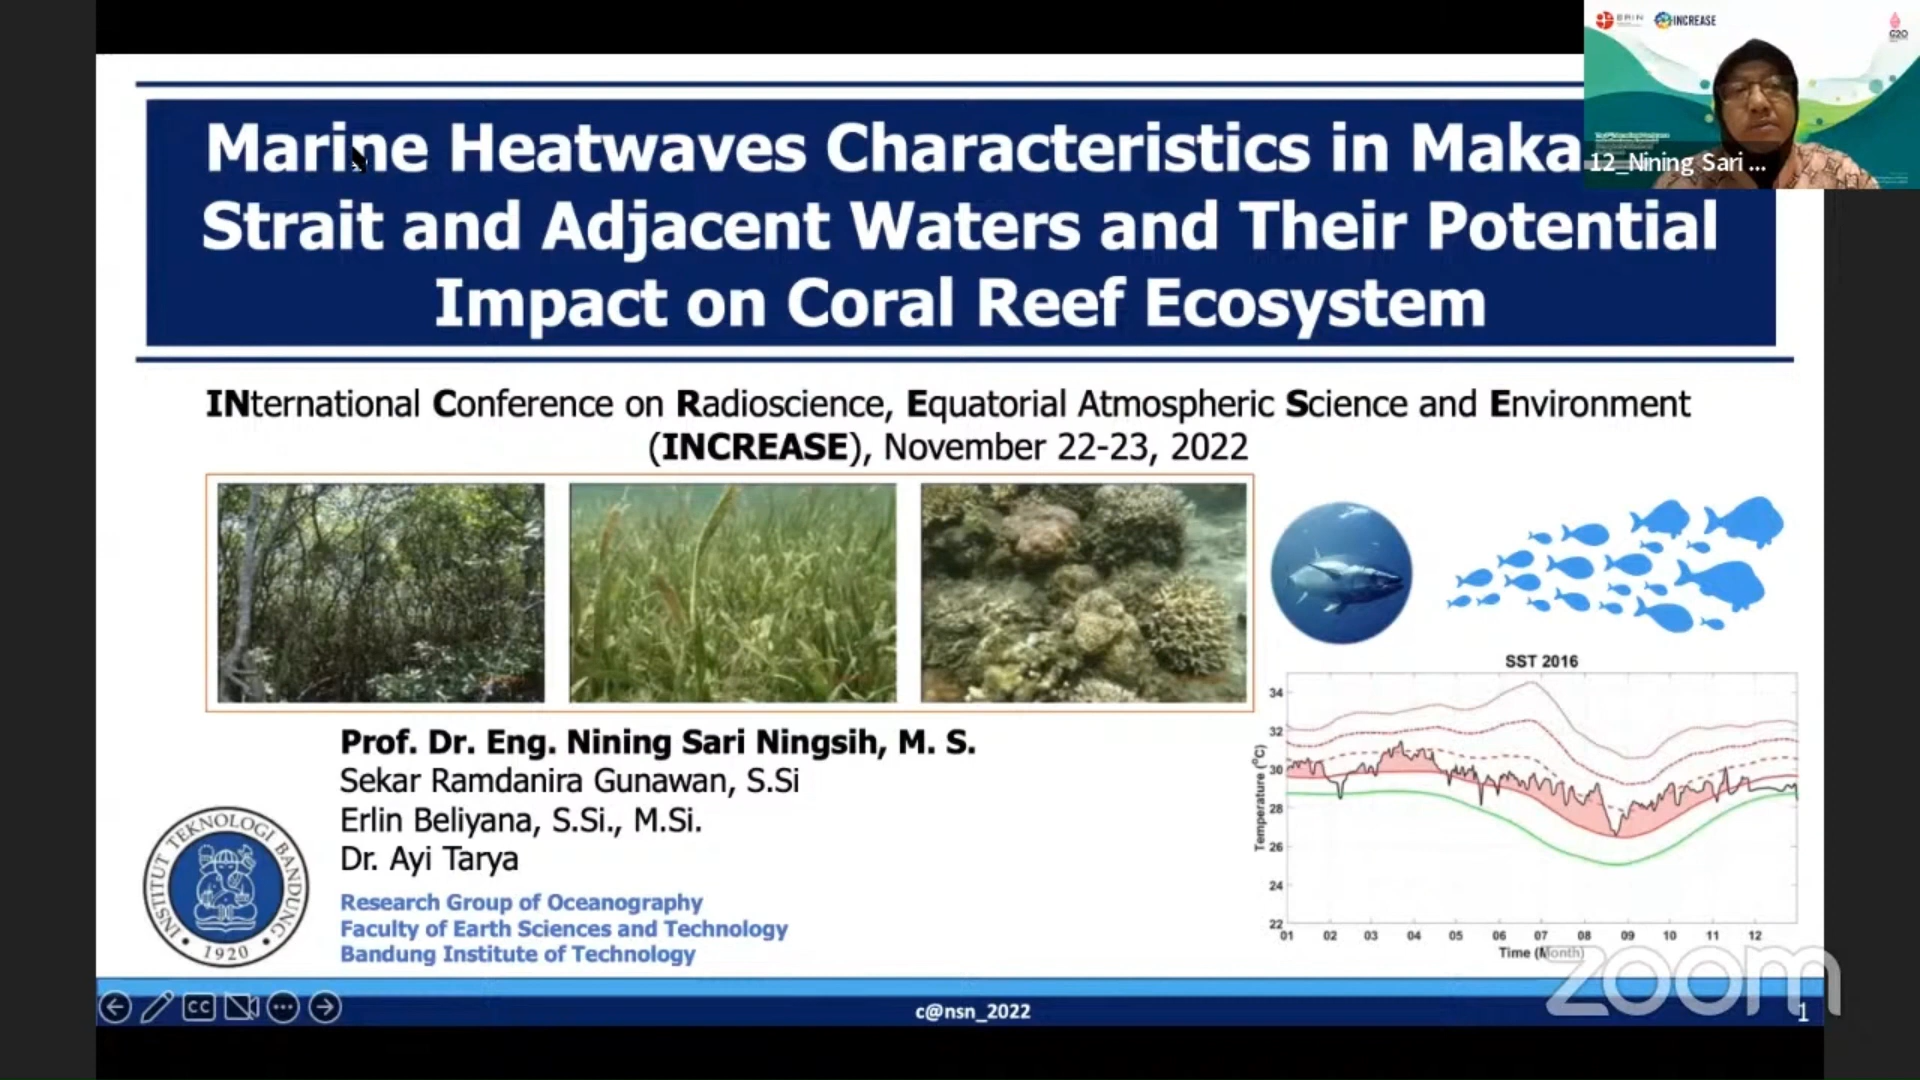 Marine Heatwaves Characteristics in Maka
Strait and Adjacent Waters and Their Potential
Impact on Coral Reef Ecosystem
BRIN
INCREASE
G20
12_Nining Sari ...
INternational Conference on Radioscience, Equatorial Atmospheric Science and Environment
(INCREASE), November 22-23, 2022
Prof. Dr. Eng. Nining Sari Ningsih, M. S.
Sekar Ramdanira Gunawan, S.Si
Erlin Beliyana, S.Si., M.Si.
Dr. Ayi Tarya
Research Group of Oceanography
Faculty of Earth Sciences and Technology
Bandung Institute of Technology
INSTITUT TEKNOLOGI BANDUNG
1920
SST 2016
Temperature (°C)
34
32
30
28
26
24
22
01 02 03 04 05 06 07 08 09 10 11 12
Time (Month)
zoom
CC
c@nsn_2022
1